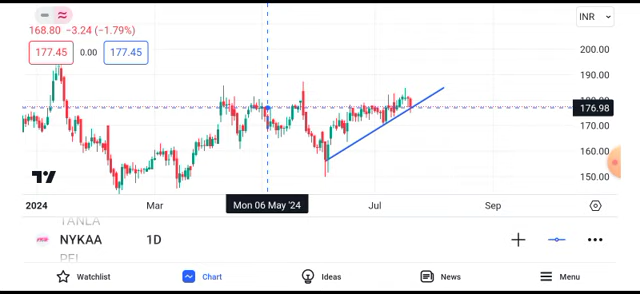 INR
168.80 −3.24 (−1.79%)
177.45 0.00 177.45
200.00
190.00
180.00
176.98
170.00
160.00
150.00
2024 Mar Mon 06 May '24 Jul Sep
TANLA
NYKAA 1D
Watchlist Chart Ideas News Menu